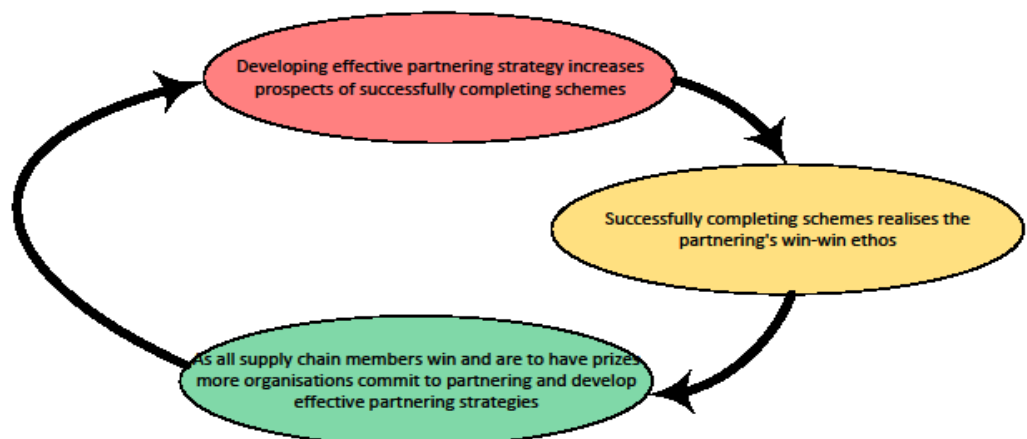 Developing effective partnering strategy increases
prospects of successfully completing schemes
Successfully completing schemes realises the
partnering's win-win ethos
As all supply chain members win and are to have prizes
more organisations commit to partnering and develop
effective partnering strategies